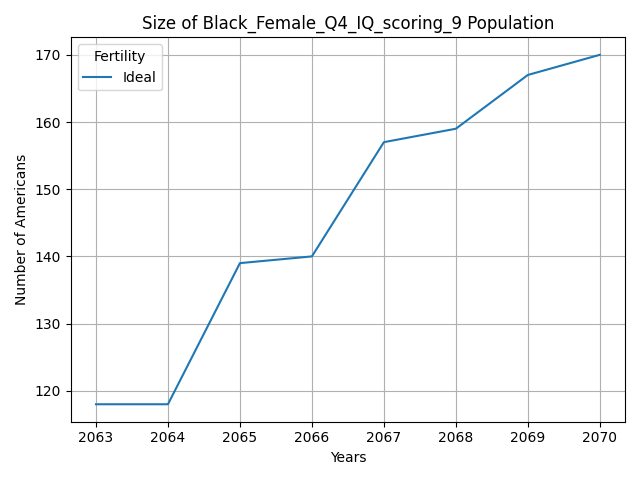 Size of Black_Female_Q4_IQ_scoring_9 Population
Fertility
Ideal
170
160
150
140
130
120
Number of Americans
2063 2064 2065 2066 2067 2068 2069 2070
Years